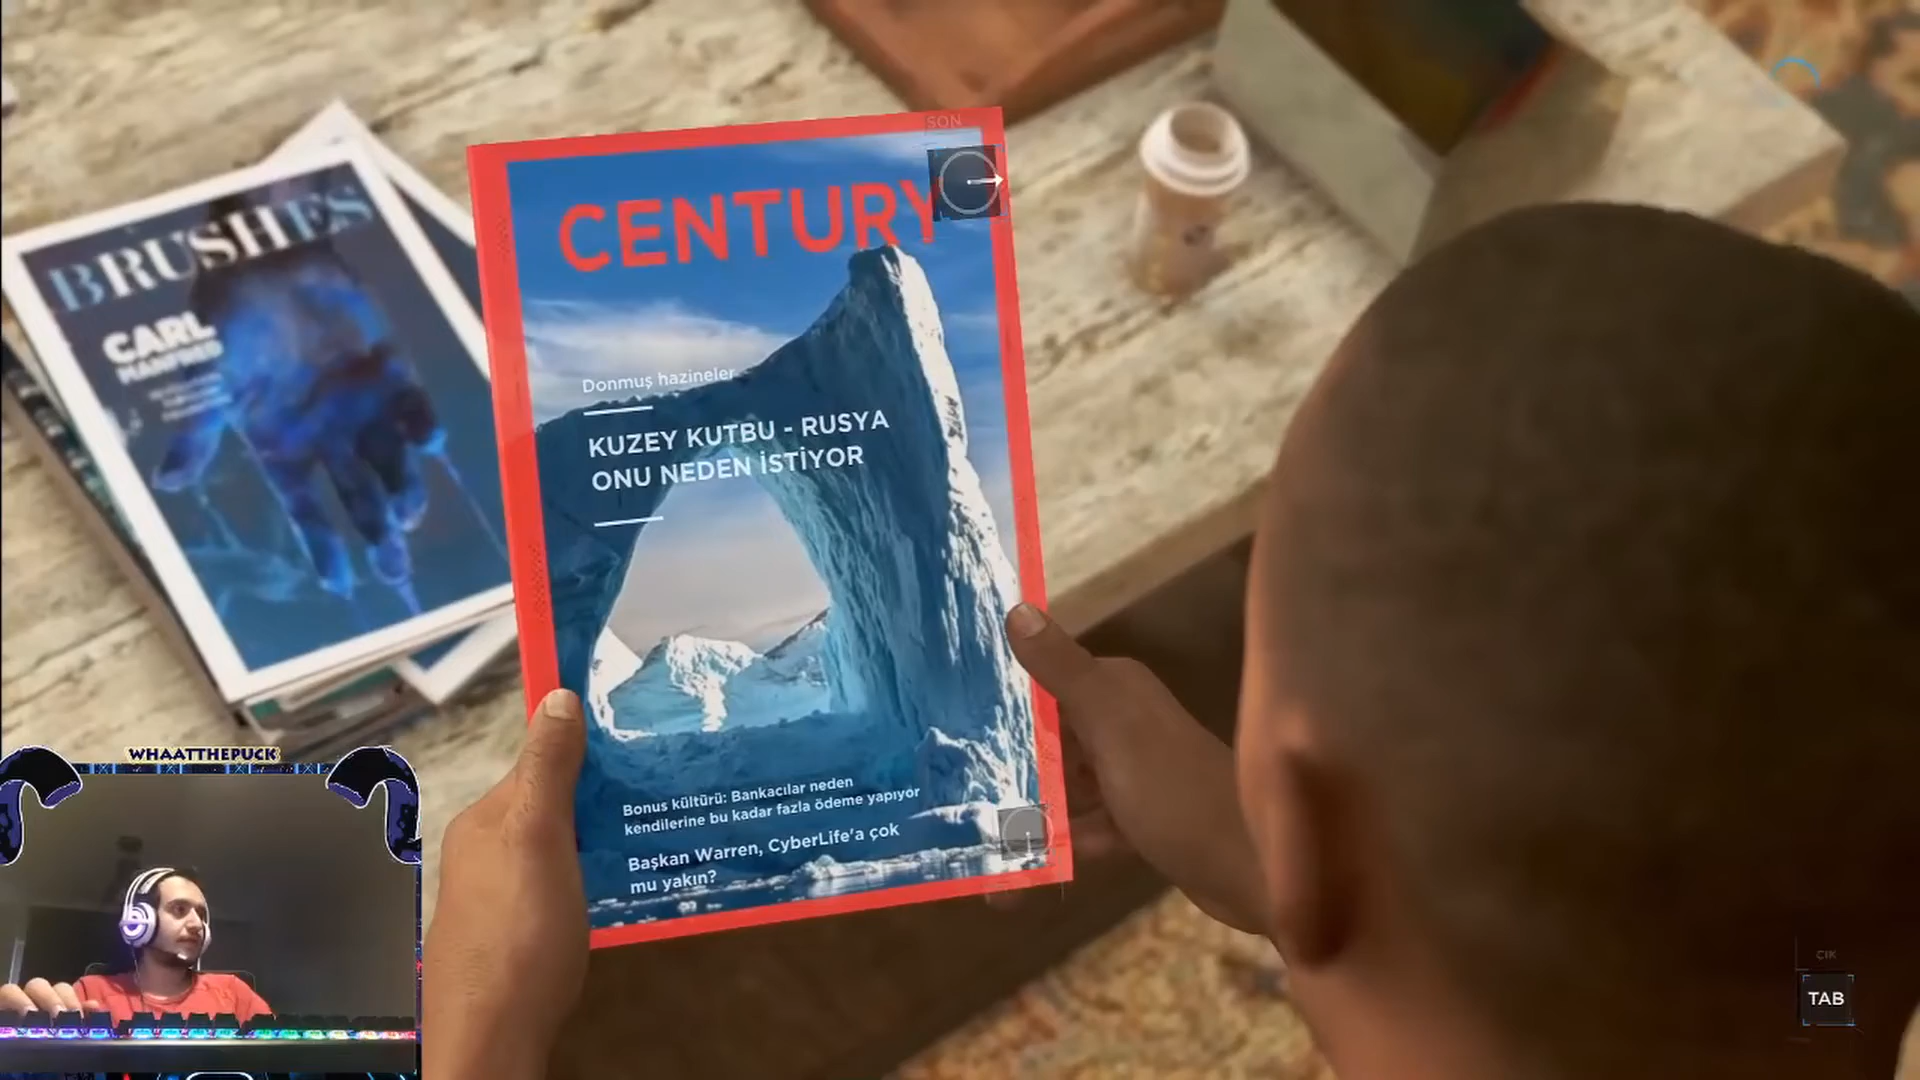 SON
CENTURY
BRUSHES
CARL
MANFRED
Donmuş hazineler
KUZEY KUTBU - RUSYA
ONU NEDEN İSTİYOR
Bonus kültürü: Bankacılar neden
kendilerine bu kadar fazla ödeme yapıyor
Başkan Warren, CyberLife'a çok
mu yakın?
WHAATTHEPUCK
ÇIK
TAB